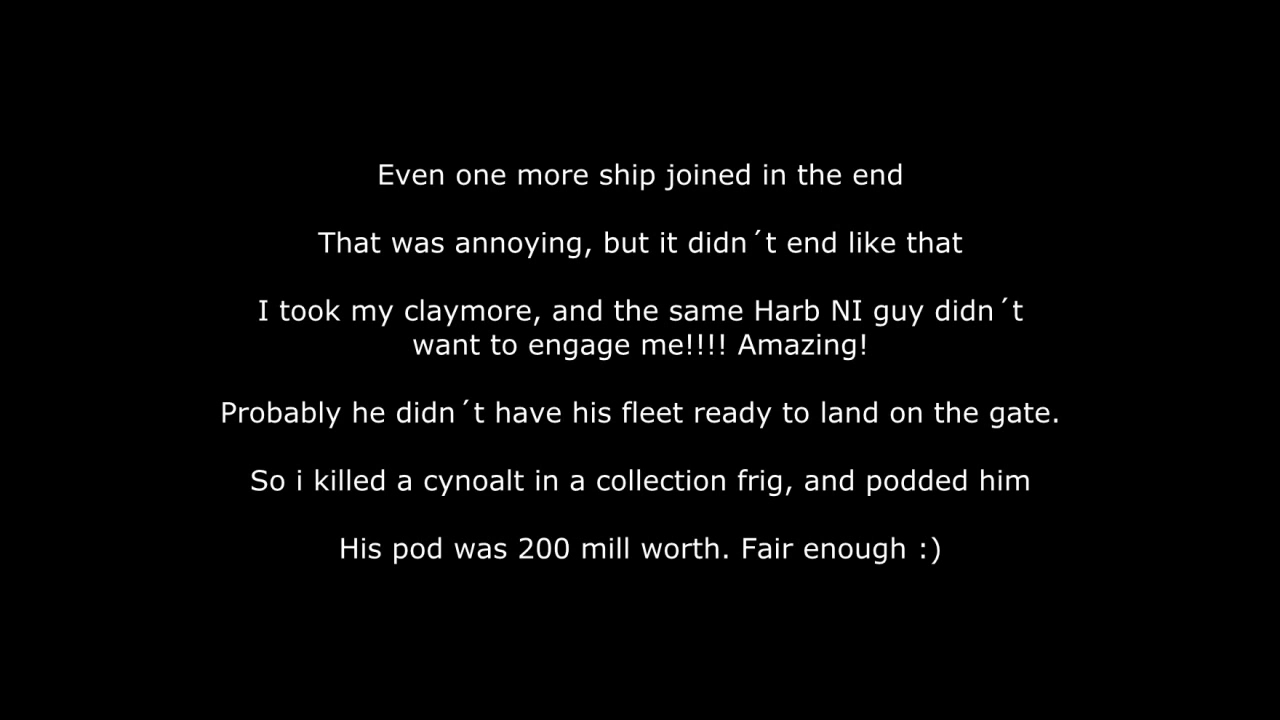 Even one more ship joined in the end
That was annoying, but it didn´t end like that
I took my claymore, and the same Harb NI guy didn´t
want to engage me!!!! Amazing!
Probably he didn´t have his fleet ready to land on the gate.
So i killed a cynoalt in a collection frig, and podded him
His pod was 200 mill worth. Fair enough :)